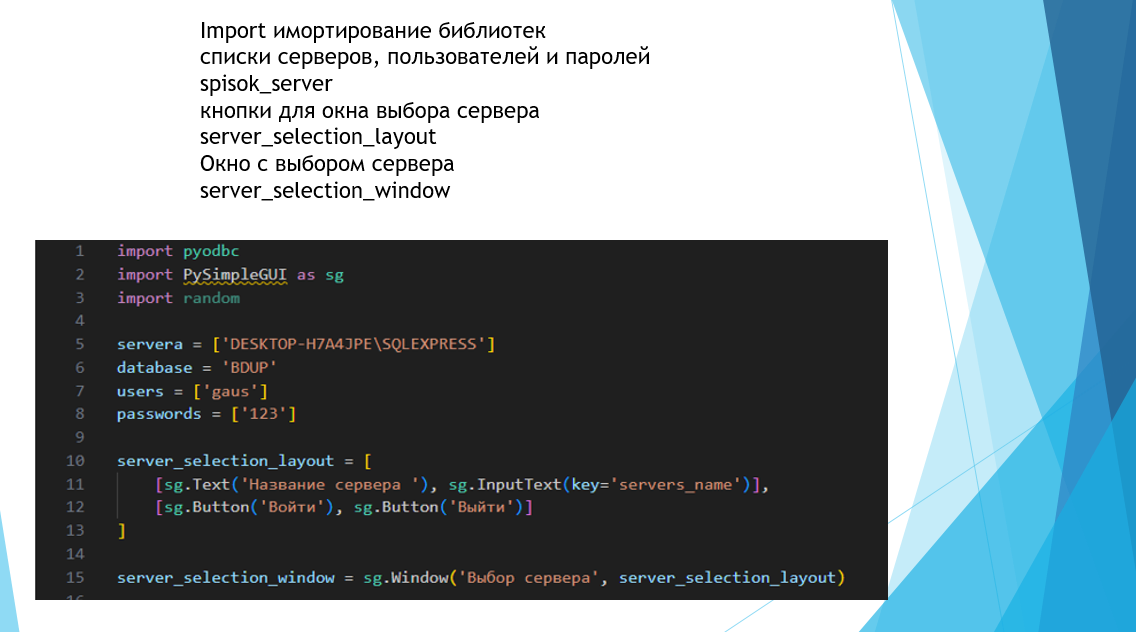 Import имортирование библиотек
списки серверов, пользователей и паролей
spisok_server
кнопки для окна выбора сервера
server_selection_layout
Окно с выбором сервера
server_selection_window
1 import pyodbc
2 import PySimpleGUI as sg
3 import random
4
5 servera = ['DESKTOP-H7A4JPE\SQLEXPRESS']
6 database = 'BDUP'
7 users = ['gaus']
8 passwords = ['123']
9
10 server_selection_layout = [
11 [sg.Text('Название сервера '), sg.InputText(key='servers_name')],
12 [sg.Button('Войти'), sg.Button('Выйти')]
13 ]
14
15 server_selection_window = sg.Window('Выбор сервера', server_selection_layout)